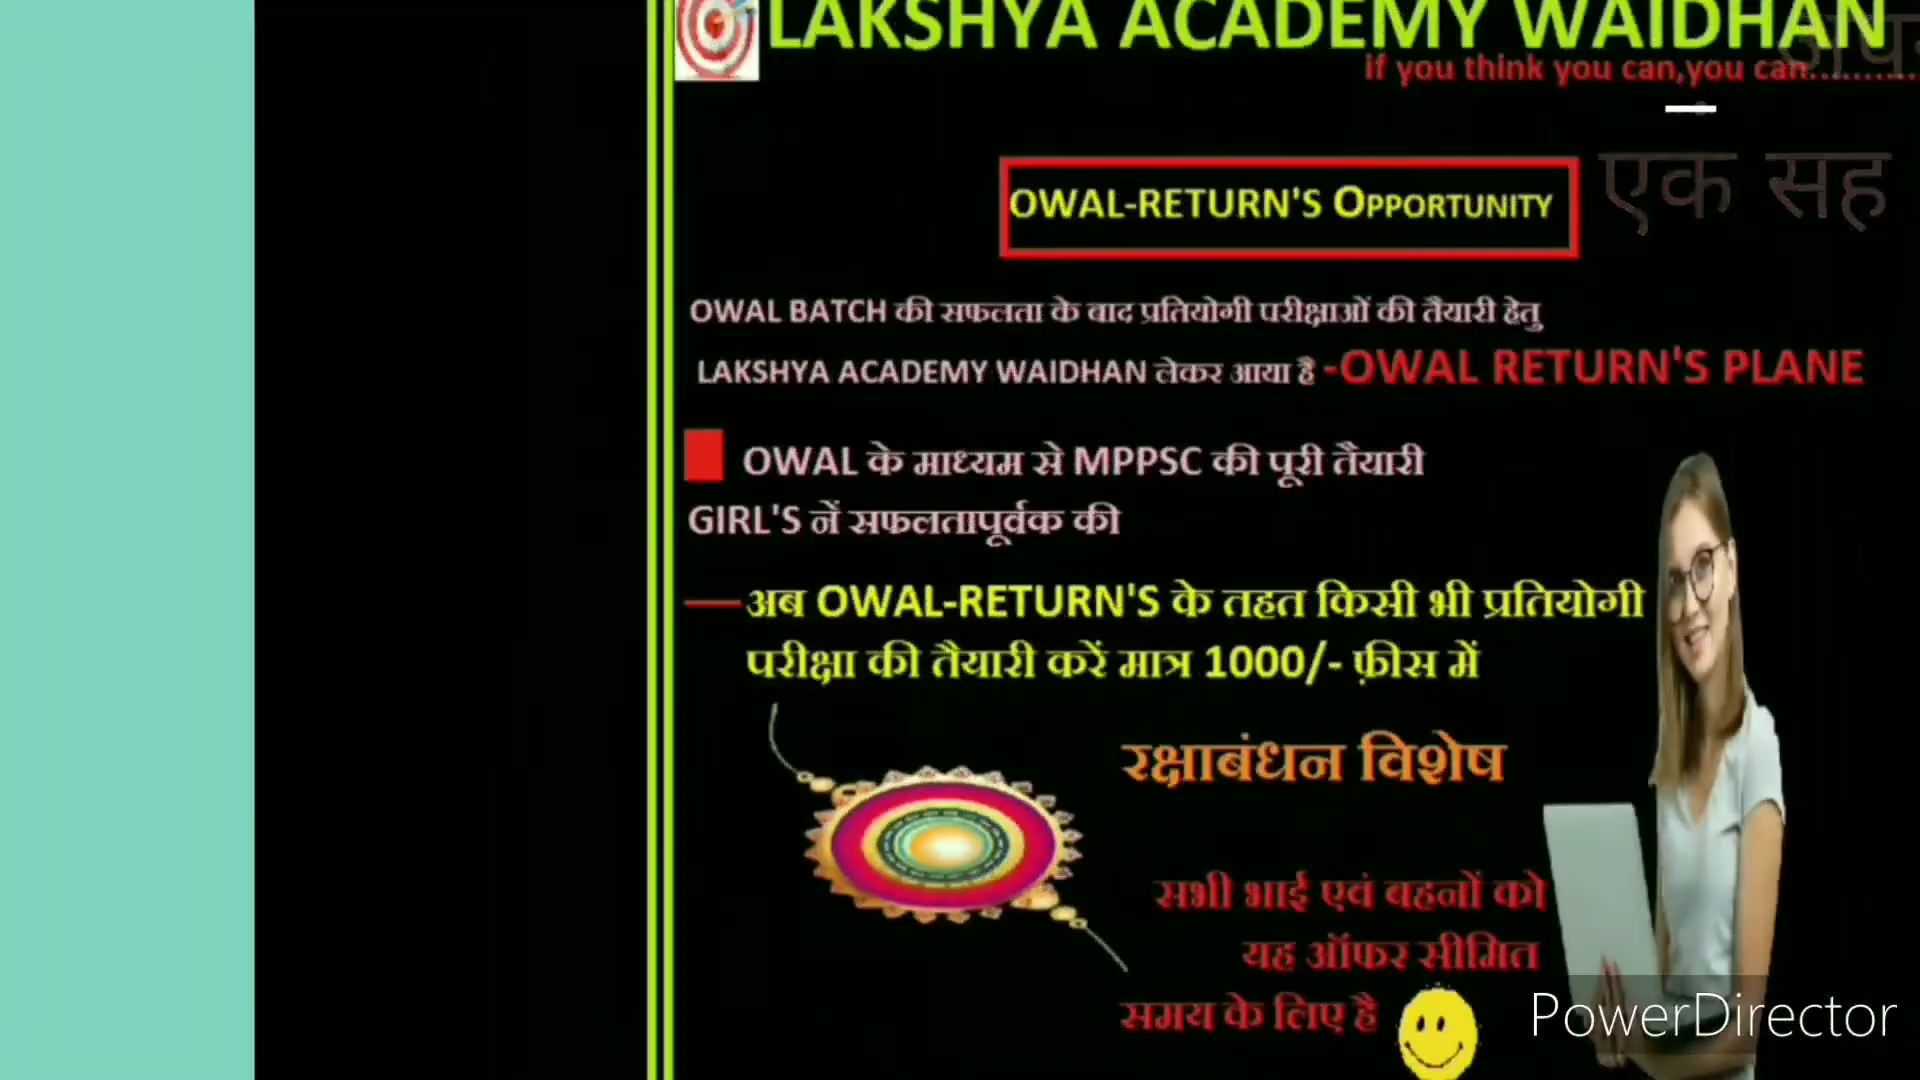 LAKSHYA ACADEMY WAIDHAN
if you think you can,you can............
एक सह
OWAL-RETURN'S OPPORTUNITY
OWAL BATCH की सफलता के बाद प्रतियोगी परीक्षाओं की तैयारी हेतु
LAKSHYA ACADEMY WAIDHAN लेकर आया है -OWAL RETURN'S PLANE
OWAL के माध्यम से MPPSC की पूरी तैयारी
GIRL'S नें सफलतापूर्वक की
अब OWAL-RETURN'S के तहत किसी भी प्रतियोगी
परीक्षा की तैयारी करें मात्र 1000/- फ़ीस में
रक्षाबंधन विशेष
सभी भाई एवं बहनों को
यह ऑफर सीमित
समय के लिए है
PowerDirector